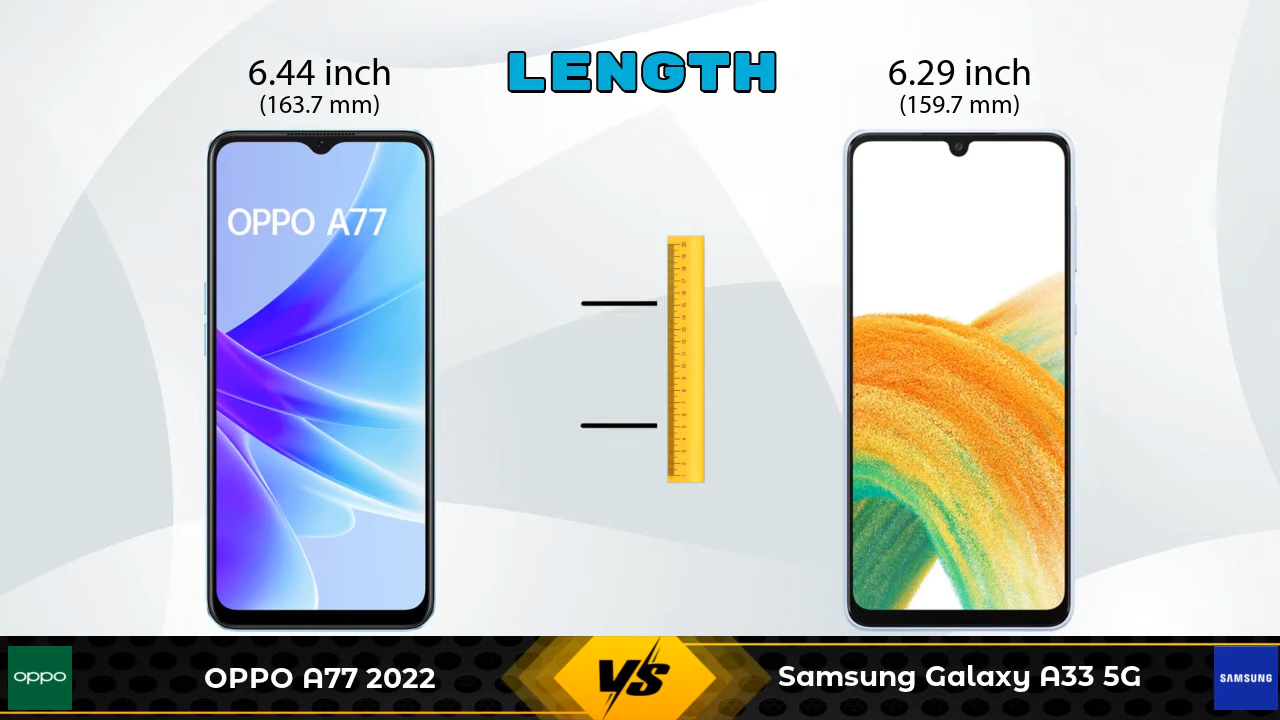 LENGTH
6.44 inch
(163.7 mm)
6.29 inch
(159.7 mm)
OPPO A77
oppo
OPPO A77 2022
VS
Samsung Galaxy A33 5G
SAMSUNG